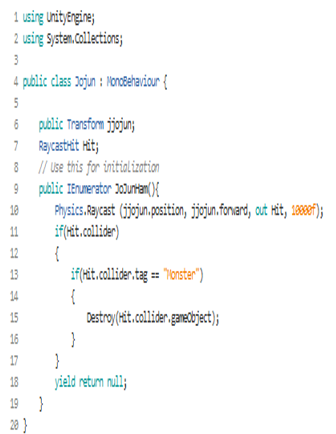 1 using UnityEngine;
2 using System.Collections;
3
4 public class Jojun : MonoBehaviour {
5
6     public Transform jjojun;
7     RaycastHit Hit;
8     // Use this for initialization
9     public IEnumerator JoJunHam(){
10         Physics.Raycast (jjojun.position, jjojun.forward, out Hit, 10000f);
11         if(Hit.collider)
12         {
13             if(Hit.collider.tag == "Monster")
14             {
15                 Destroy(Hit.collider.gameObject);
16             }
17         }
18         yield return null;
19     }
20 }